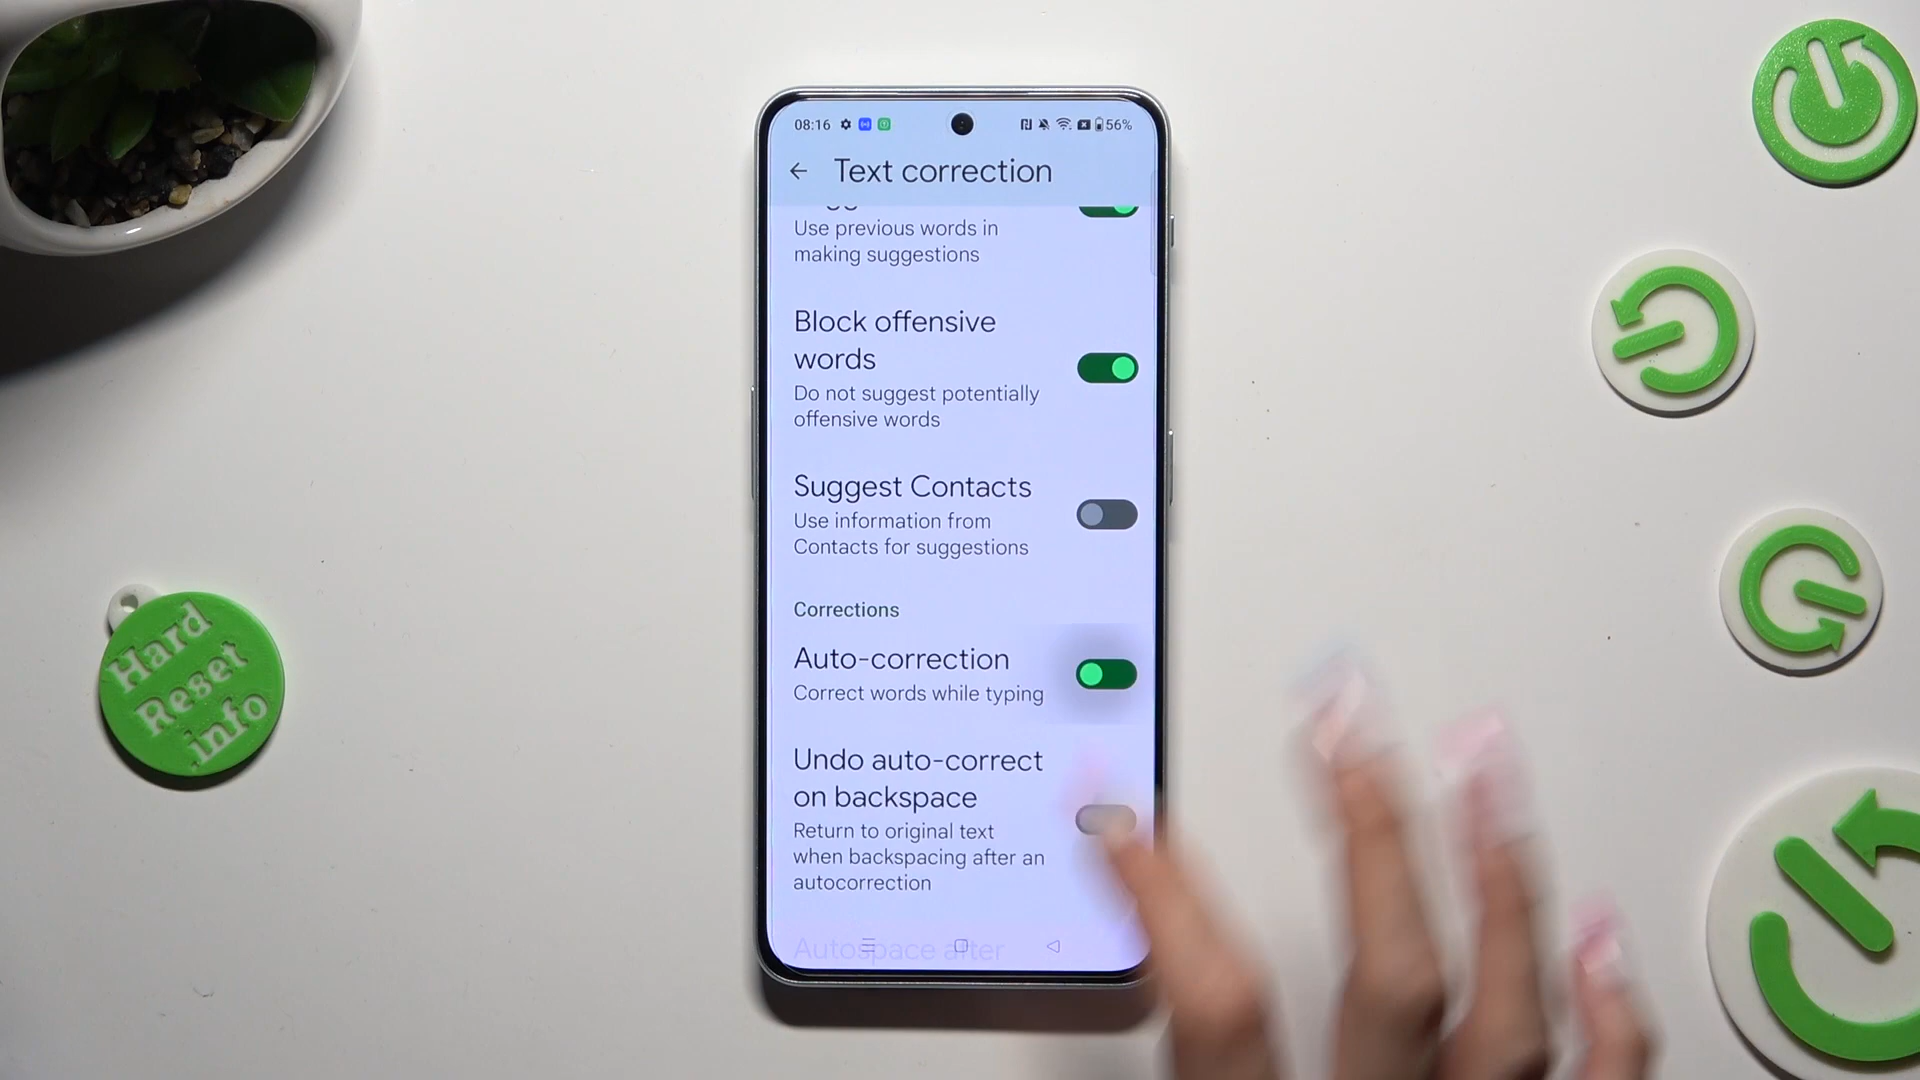 08:16
56%
Text correction
Use previous words in
making suggestions
Block offensive
words
Do not suggest potentially
offensive words
Suggest Contacts
Use information from
Contacts for suggestions
Corrections
Auto-correction
Correct words while typing
Undo auto-correct
on backspace
Return to original text
when backspacing after an
autocorrection
Autospace after
Hard
Reset
.info